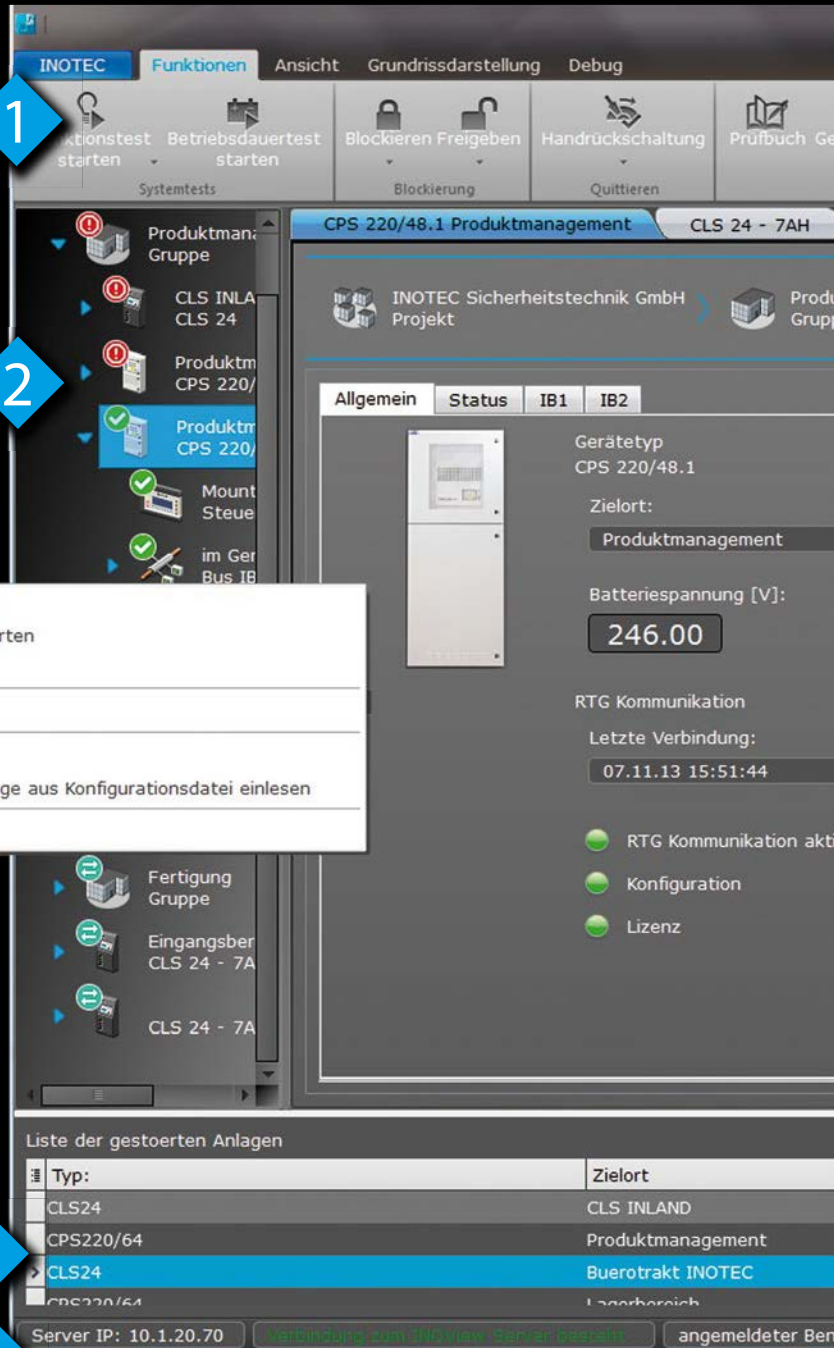 INOTEC Funktionen Ansicht Grundrissdarstellung Debug
1
ktionstest starten Betriebsdauertest starten Blockieren Freigeben Handrückschaltung Prüfbuch Ge
Systemtests Blockierung Quittieren
CPS 220/48.1 Produktmanagement CLS 24 - 7AH
Produktmana
Gruppe
CLS INLA
CLS 24
2
Produktm
CPS 220/
Produktm
CPS 220/
Mount
Steue
im Ger
Bus IB
INOTEC Sicherheitstechnik GmbH
Projekt
Produ
Grupp
Allgemein Status IB1 IB2
Gerätetyp
CPS 220/48.1
Zielort:
Produktmanagement
Batteriespannung [V]:
246.00
RTG Kommunikation
Letzte Verbindung:
07.11.13 15:51:44
RTG Kommunikation akti
Konfiguration
Lizenz
rten
ge aus Konfigurationsdatei einlesen
Fertigung
Gruppe
Eingangsber
CLS 24 - 7A
CLS 24 - 7A
Liste der gestoerten Anlagen
Typ: Zielort
CLS24 CLS INLAND
CPS220/64 Produktmanagement
CLS24 Buerotrakt INOTEC
CPS220/64 Lagerbereich
Server IP: 10.1.20.70 Verbindung zum INOView Server besteht angemeldeter Ben